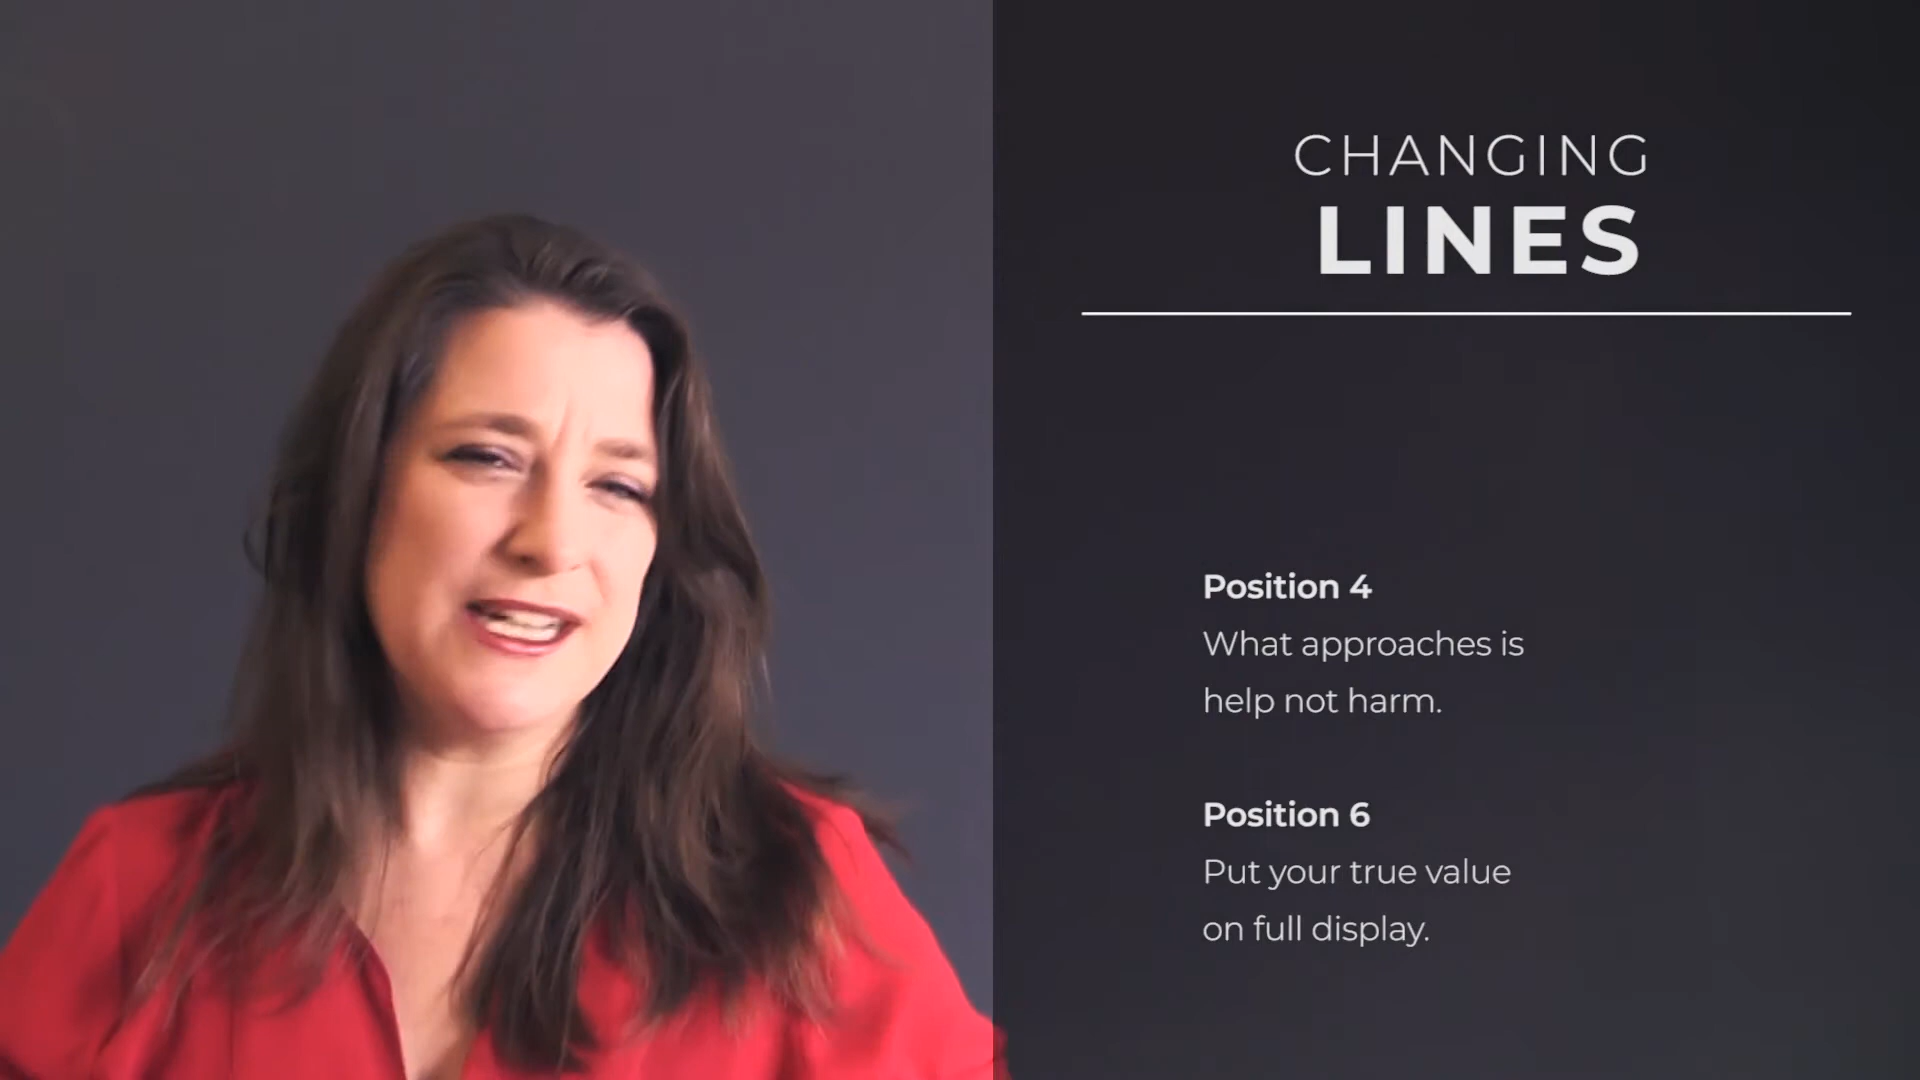 CHANGING
LINES
Position 4
What approaches is
help not harm.
Position 6
Put your true value
on full display.